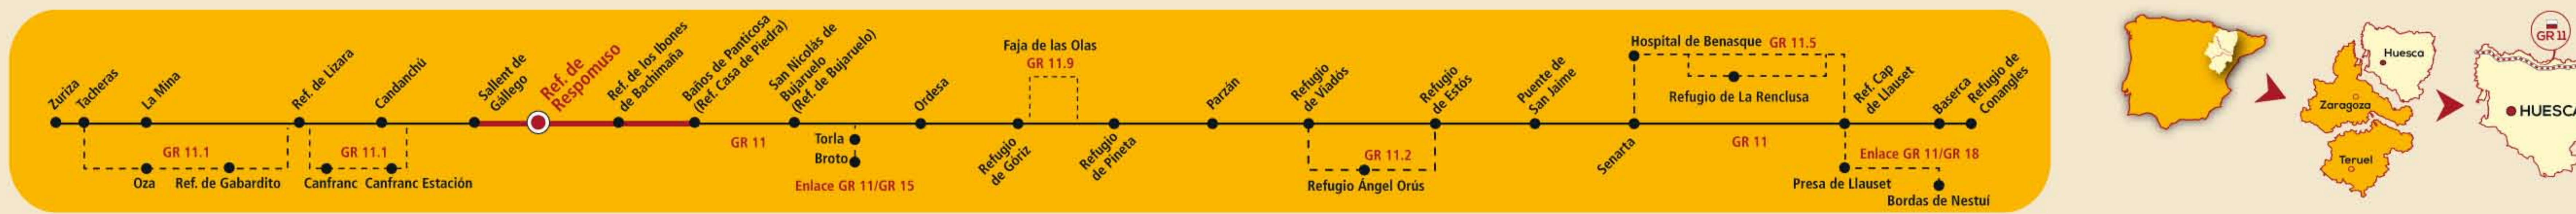 Zuriza
Tacheras
La Mina
Ref. de Lizara
Candanchú
Sallent de
Gállego
Ref. de
Respomuso
Ref. de los Ibones
de Bachimaña
Baños de Panticosa
(Ref. Casa de Piedra)
San Nicolás de
Bujaruelo
(Ref. de Bujaruelo)
Ordesa
Faja de las Olas
GR 11.9
Parzán
Refugio
de Viadós
Refugio
de Estós
Puente de
San Jaime
Hospital de Benasque GR 11.5
Refugio de La Renclusa
Ref. Cap
de Llauset
Baserca
Refugio de
Conangles
GR 11.1
Oza
Ref. de Gabardito
GR 11.1
Canfranc
Canfranc Estación
GR 11
Torla
Broto
Enlace GR 11/GR 15
Refugio
de Góriz
Refugio
de Pineta
GR 11.2
Refugio Ángel Orús
Senarta
GR 11
Enlace GR 11/GR 18
Presa de Llauset
Bordas de Nestuí
Huesca
Zaragoza
Teruel
GR 11
HUESCA